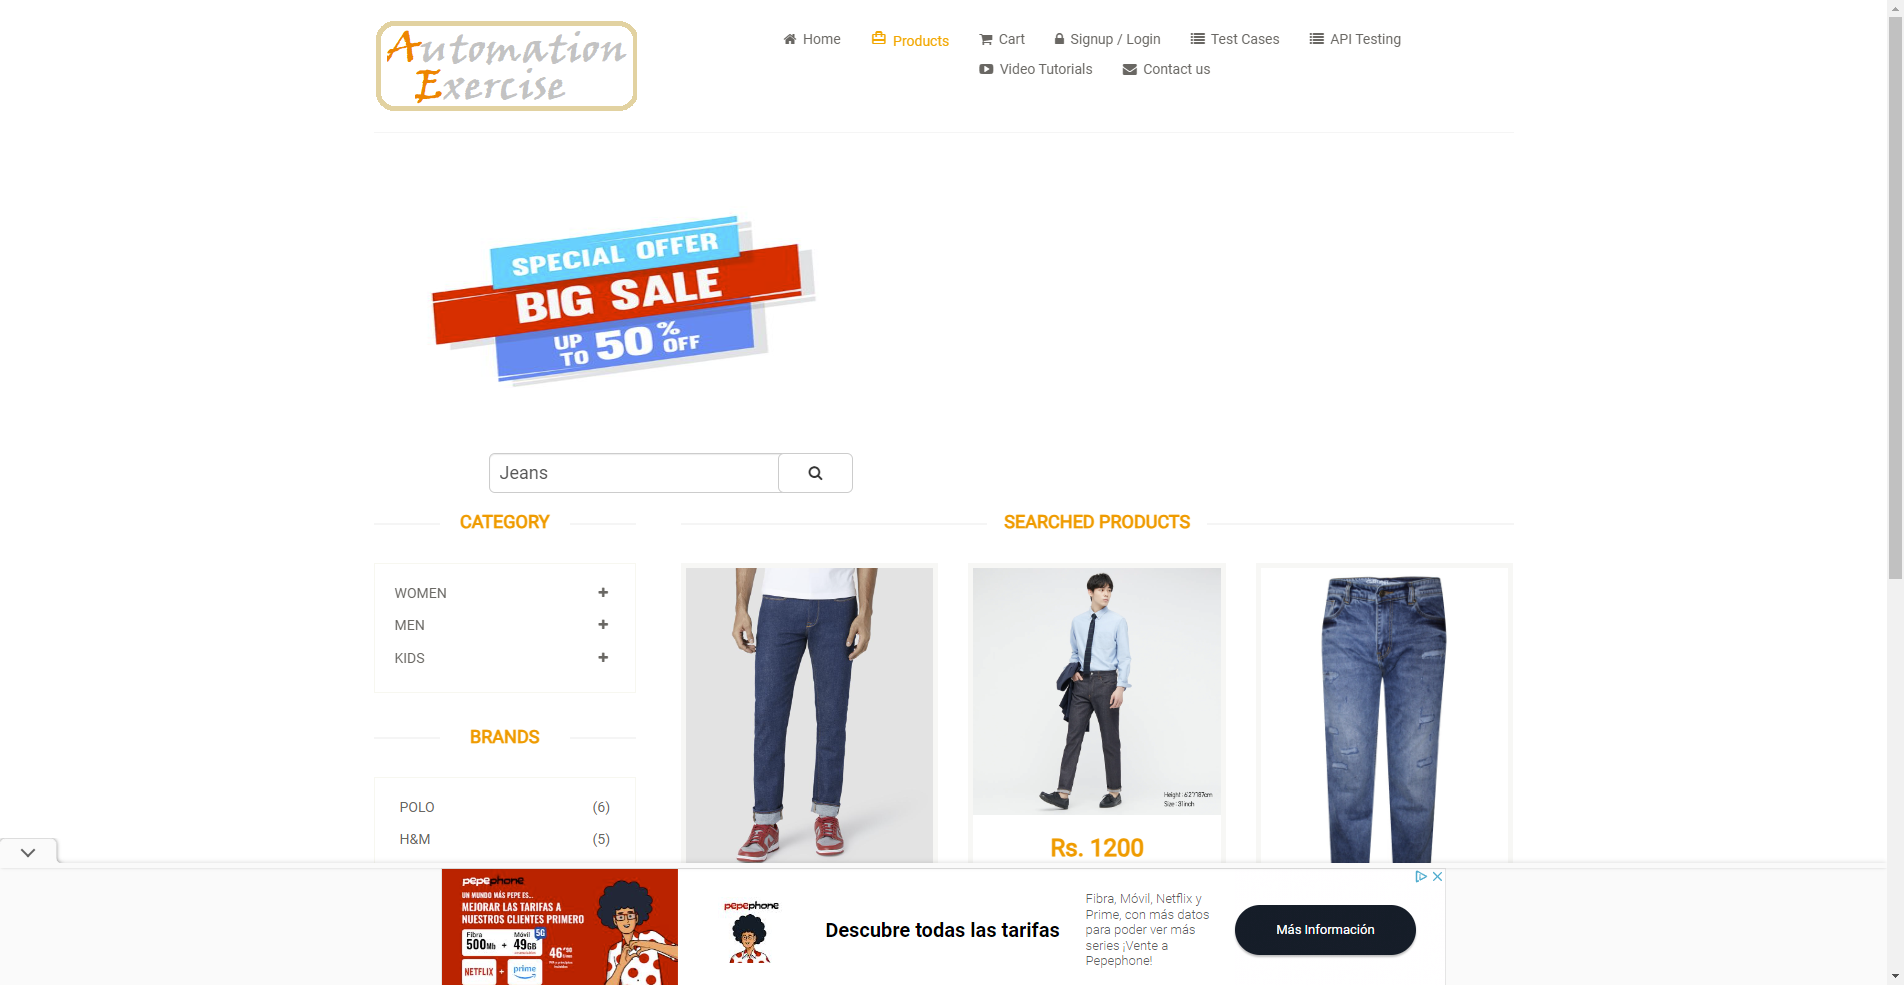 Automation
Exercise
Home
Products
Cart
Signup / Login
Test Cases
API Testing
Video Tutorials
Contact us
SPECIAL OFFER
BIG SALE
UP TO 50% OFF
Jeans
CATEGORY
SEARCHED PRODUCTS
WOMEN
MEN
KIDS
BRANDS
POLO (6)
H&M (5)
Height : 6'2"/187cm
Size : 31inch
Rs. 1200
pepephone
UN MUNDO MÁS PEPE ES...
MEJORAR LAS TARIFAS A
NUESTROS CLIENTES PRIMERO
Fibra Móvil 5G
500Mb + 49GB
NETFLIX + prime
pepephone
Descubre todas las tarifas
Fibra, Móvil, Netflix y
Prime, con más datos
para poder ver más
series ¡Vente a
Pepephone!
Más Información